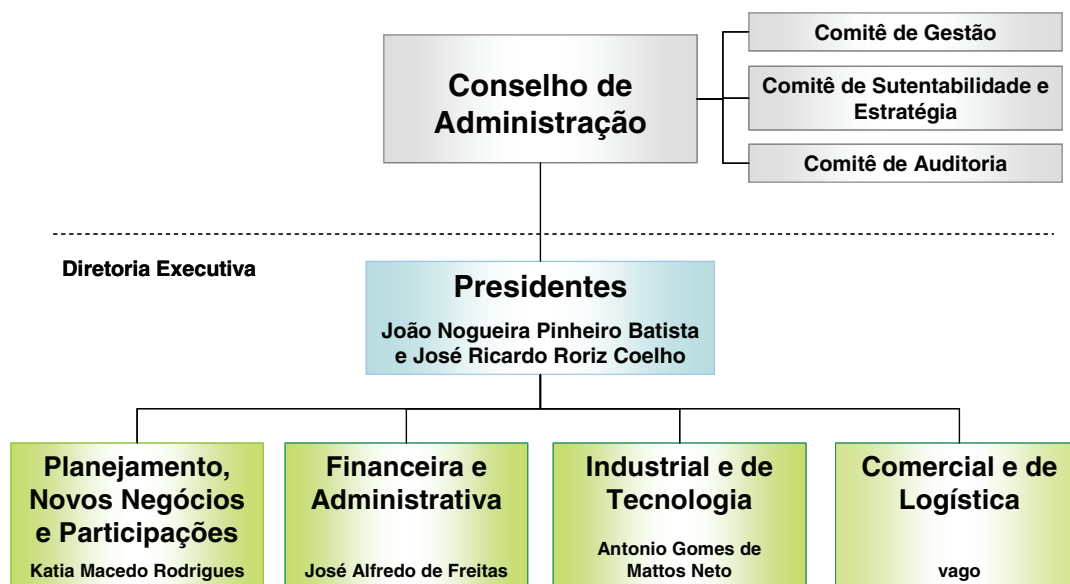 Conselho de
Administração
Comitê de Gestão
Comitê de Sutentabilidade e
Estratégia
Comitê de Auditoria
Diretoria Executiva
Presidentes
João Nogueira Pinheiro Batista
e José Ricardo Roriz Coelho
Planejamento,
Novos Negócios
e Participações
Katia Macedo Rodrigues
Financeira e
Administrativa
José Alfredo de Freitas
Industrial e de
Tecnologia
Antonio Gomes de
Mattos Neto
Comercial e de
Logística
vago